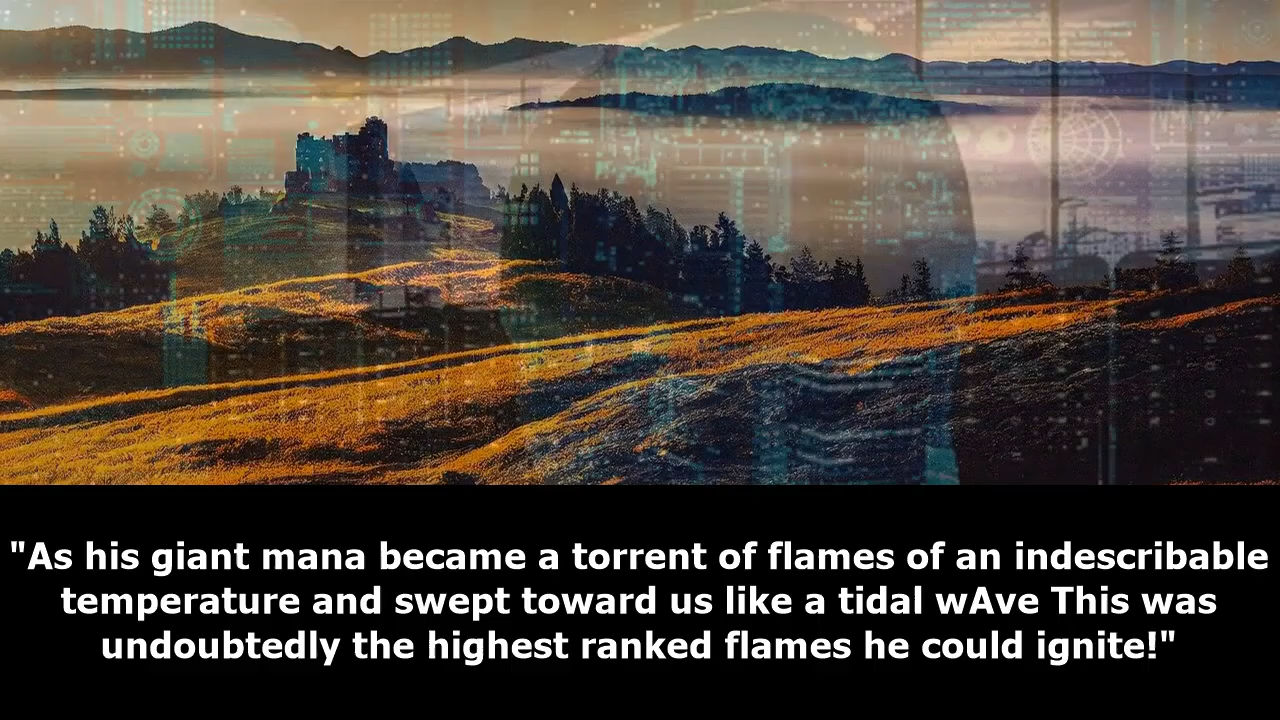 "As his giant mana became a torrent of flames of an indescribable
temperature and swept toward us like a tidal wAve This was
undoubtedly the highest ranked flames he could ignite!"